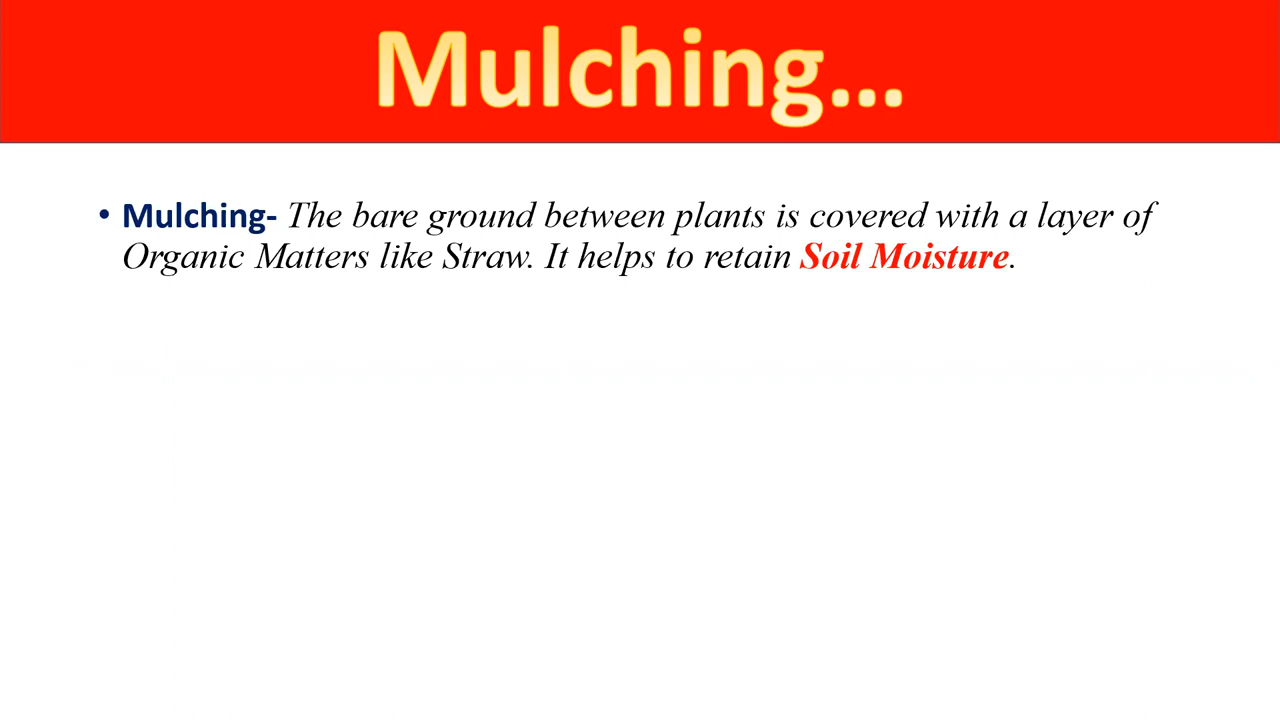 Mulching...
• Mulching- The bare ground between plants is covered with a layer of
Organic Matters like Straw. It helps to retain Soil Moisture.